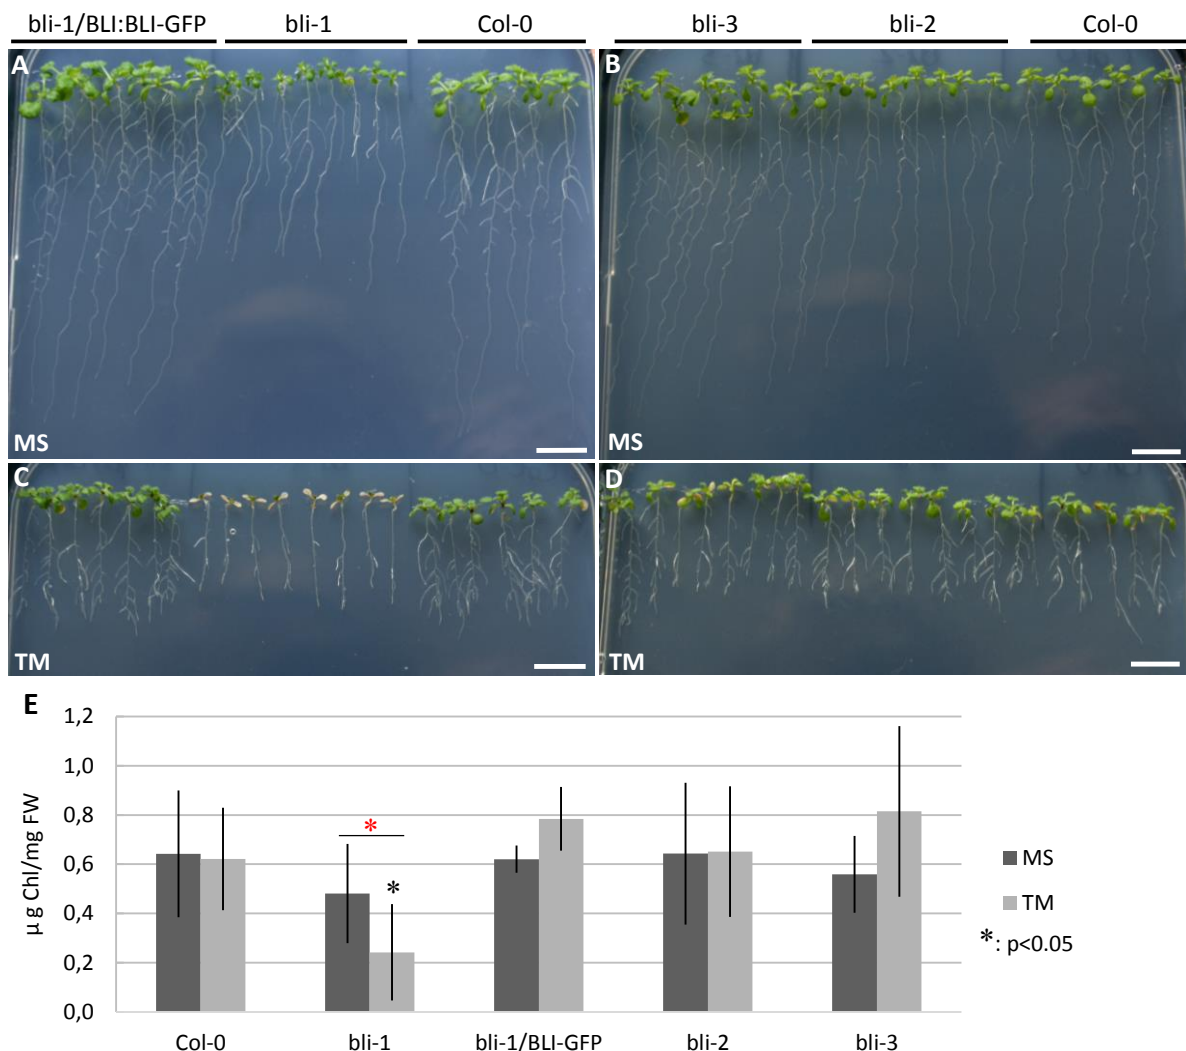 bli-1/BLI:BLI-GFP bli-1 Col-0 bli-3 bli-2 Col-0
A B
MS MS
C D
TM TM
E
1,2
1,0
0,8
0,6
0,4
0,2
0,0
µg Chl/mg FW
*
*
MS
TM
*: p<0.05
Col-0 bli-1 bli-1/BLI-GFP bli-2 bli-3